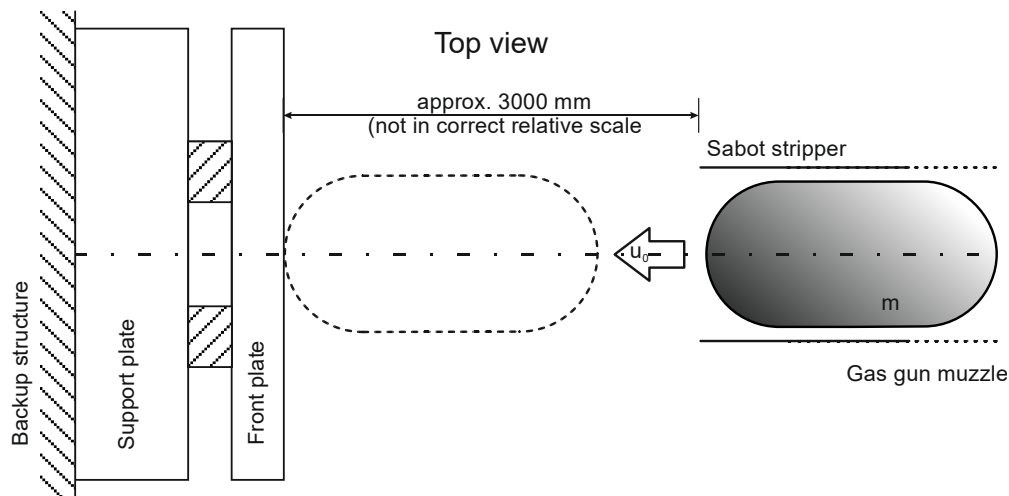 Top view
approx. 3000 mm
(not in correct relative scale
Sabot stripper
u₀
m
Gas gun muzzle
Backup structure
Support plate
Front plate